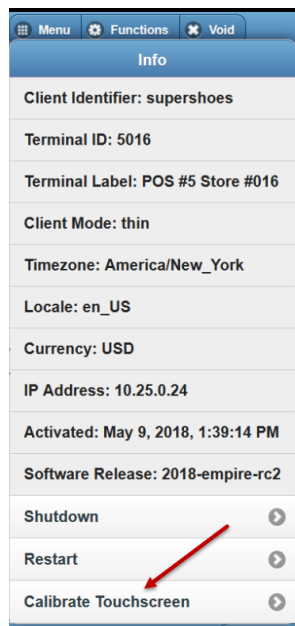 Menu Functions Void
Info
Client Identifier: supershoes
Terminal ID: 5016
Terminal Label: POS #5 Store #016
Client Mode: thin
Timezone: America/New_York
Locale: en_US
Currency: USD
IP Address: 10.25.0.24
Activated: May 9, 2018, 1:39:14 PM
Software Release: 2018-empire-rc2
Shutdown
Restart
Calibrate Touchscreen